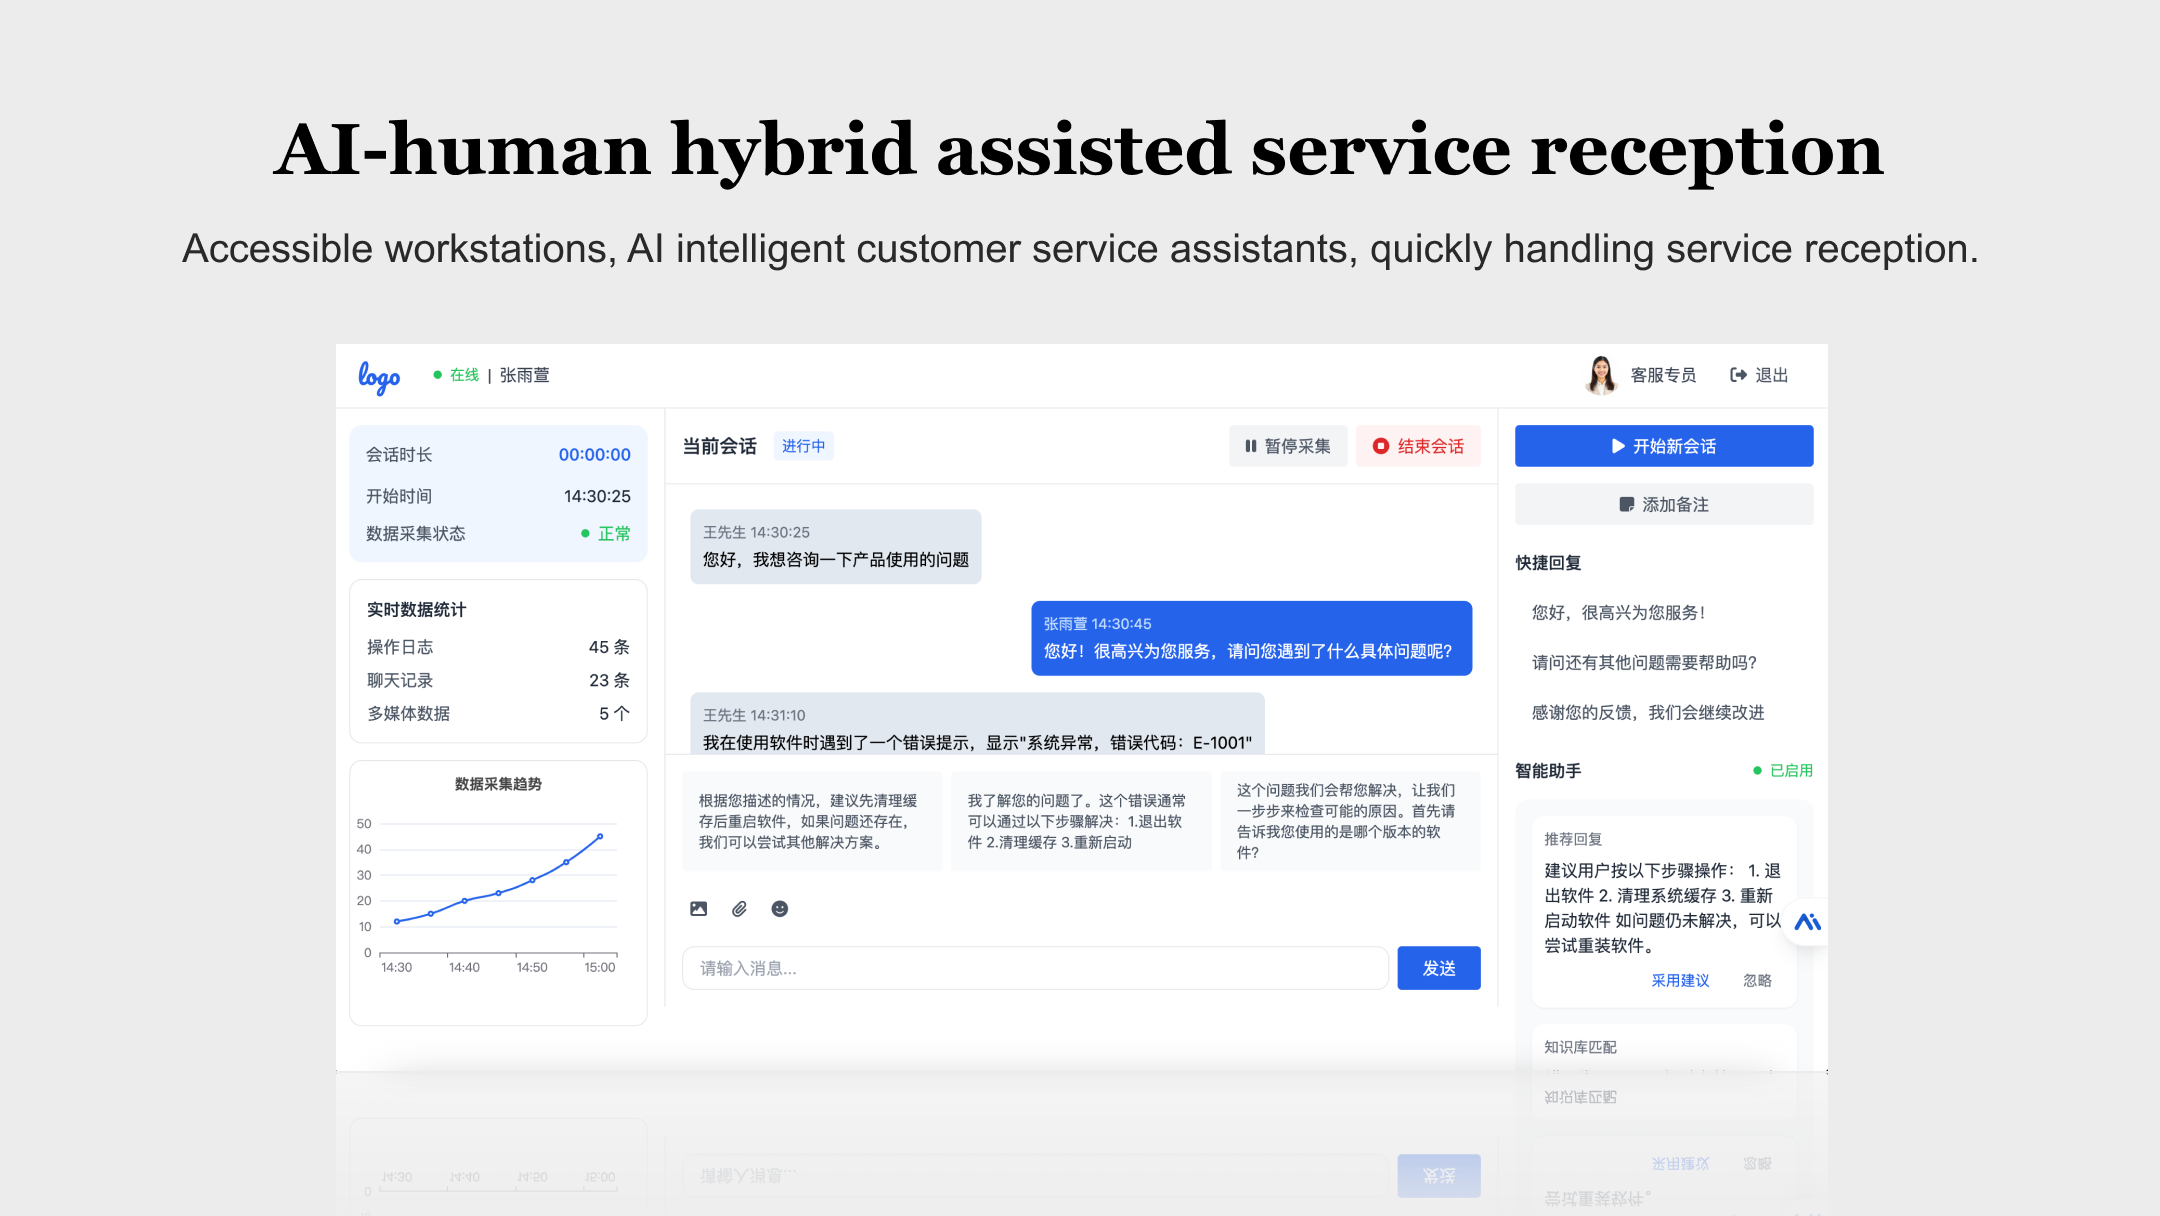 AI-human hybrid assisted service reception
Accessible workstations, AI intelligent customer service assistants, quickly handling service reception.
logo
在线 | 张雨萱
客服专员
退出
会话时长 00:00:00
开始时间 14:30:25
数据采集状态 正常
实时数据统计
操作日志 45 条
聊天记录 23 条
多媒体数据 5 个
数据采集趋势
50
40
30
20
10
0
14:30 14:40 14:50 15:00
当前会话 进行中
暂停采集
结束会话
王先生 14:30:25
您好，我想咨询一下产品使用的问题
张雨萱 14:30:45
您好！很高兴为您服务，请问您遇到了什么具体问题呢?
王先生 14:31:10
我在使用软件时遇到了一个错误提示，显示"系统异常，错误代码：E-1001"
根据您描述的情况，建议先清理缓
存后重启软件，如果问题还存在，
我们可以尝试其他解决方案。
我了解您的问题了。这个错误通常
可以通过以下步骤解决：1.退出软
件 2.清理缓存 3.重新启动
这个问题我们会帮您解决，让我们
一步步来检查可能的原因。首先请
告诉我您使用的是哪个版本的软
件?
请输入消息...
发送
开始新会话
添加备注
快捷回复
您好，很高兴为您服务！
请问还有其他问题需要帮助吗?
感谢您的反馈，我们会继续改进
智能助手 已启用
推荐回复
建议用户按以下步骤操作： 1. 退
出软件 2. 清理系统缓存 3. 重新
启动软件 如问题仍未解决，可以
尝试重装软件。
采用建议 忽略
知识库匹配